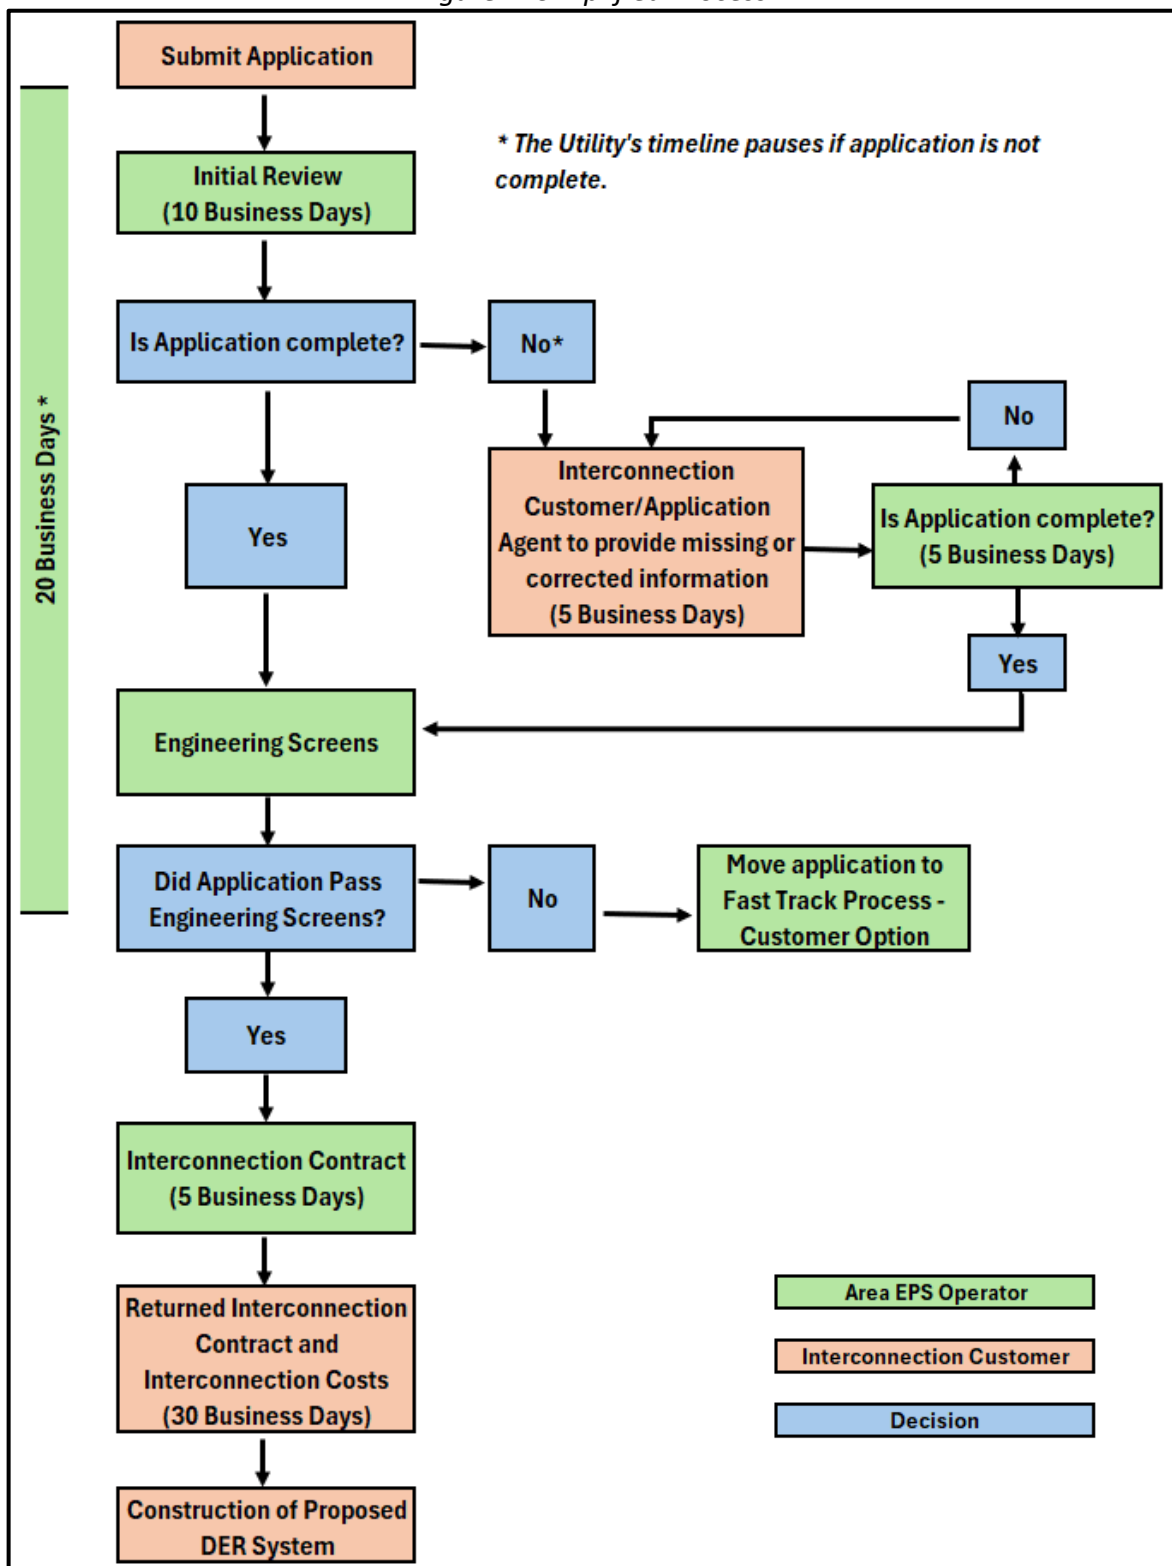 Submit Application
* The Utility's timeline pauses if application is not
complete.
Initial Review
(10 Business Days)
Is Application complete?
No*
20 Business Days *
No
Interconnection
Customer/Application
Agent to provide missing or
corrected information
(5 Business Days)
Is Application complete?
(5 Business Days)
Yes
Yes
Engineering Screens
Did Application Pass
Engineering Screens?
No
Move application to
Fast Track Process -
Customer Option
Yes
Interconnection Contract
(5 Business Days)
Returned Interconnection
Contract and
Interconnection Costs
(30 Business Days)
Construction of Proposed
DER System
Area EPS Operator
Interconnection Customer
Decision